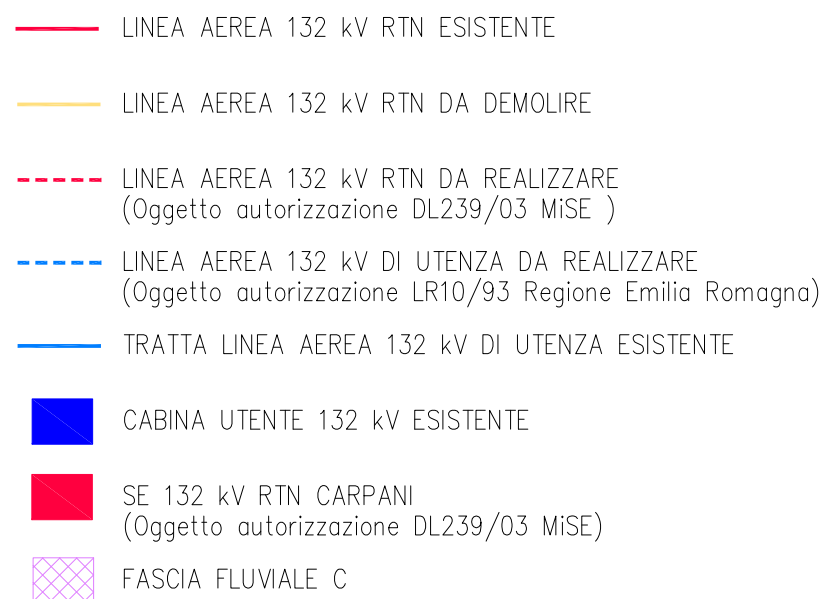 LINEA AEREA 132 kV RTN ESISTENTE
LINEA AEREA 132 kV RTN DA DEMOLIRE
LINEA AEREA 132 kV RTN DA REALIZZARE
(Oggetto autorizzazione DL239/03 MiSE )
LINEA AEREA 132 kV DI UTENZA DA REALIZZARE
(Oggetto autorizzazione LR10/93 Regione Emilia Romagna)
TRATTA LINEA AEREA 132 kV DI UTENZA ESISTENTE
CABINA UTENTE 132 kV ESISTENTE
SE 132 kV RTN CARPANI
(Oggetto autorizzazione DL239/03 MiSE)
FASCIA FLUVIALE C